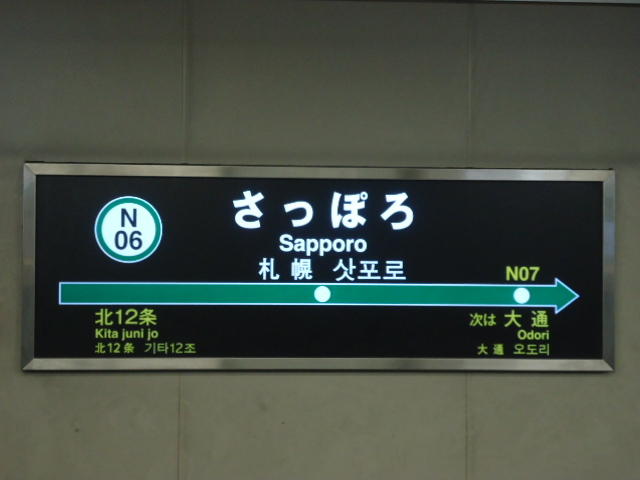 N
06
さっぽろ
Sapporo
札幌 삿포로
N07
北12条
Kita juni jo
北12条 기타12조
次は 大通
Odori
大通 오도리